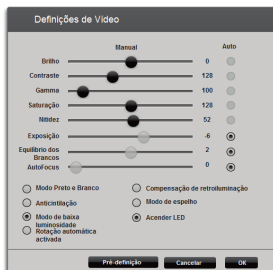 Definições de Vídeo
Manual Auto
Brilho 0
Contraste 128
Gamma 100
Saturação 128
Nitidez 52
Exposição -6
Equilíbrio dos
Brancos 2
AutoFocus 0
Modo Preto e Branco Compensação de retroiluminação
Anticintilação Modo de espelho
Modo de baixa
luminosidade Acender LED
Rotação automática
activada
Pré-definição Cancelar OK